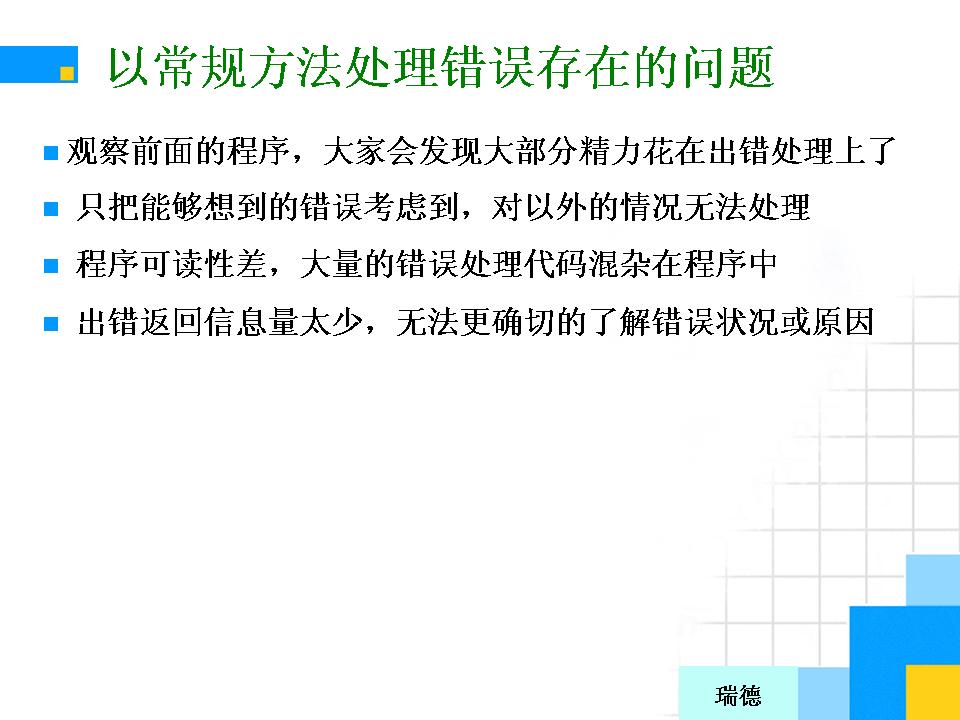 以常规方法处理错误存在的问题
观察前面的程序，大家会发现大部分精力花在出错处理上了
只把能够想到的错误考虑到，对以外的情况无法处理
程序可读性差，大量的错误处理代码混杂在程序中
出错返回信息量太少，无法更确切的了解错误状况或原因
瑞德